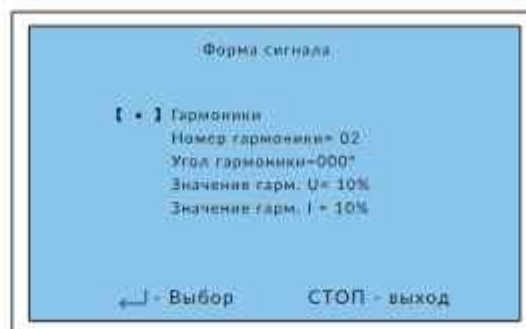 Форма сигнала
[ • ] Гармоники
Номер гармоники= 02
Угол гармоники=000°
Значение гарм. U= 10%
Значение гарм. I = 10%
↵ - Выбор СТОП - выход